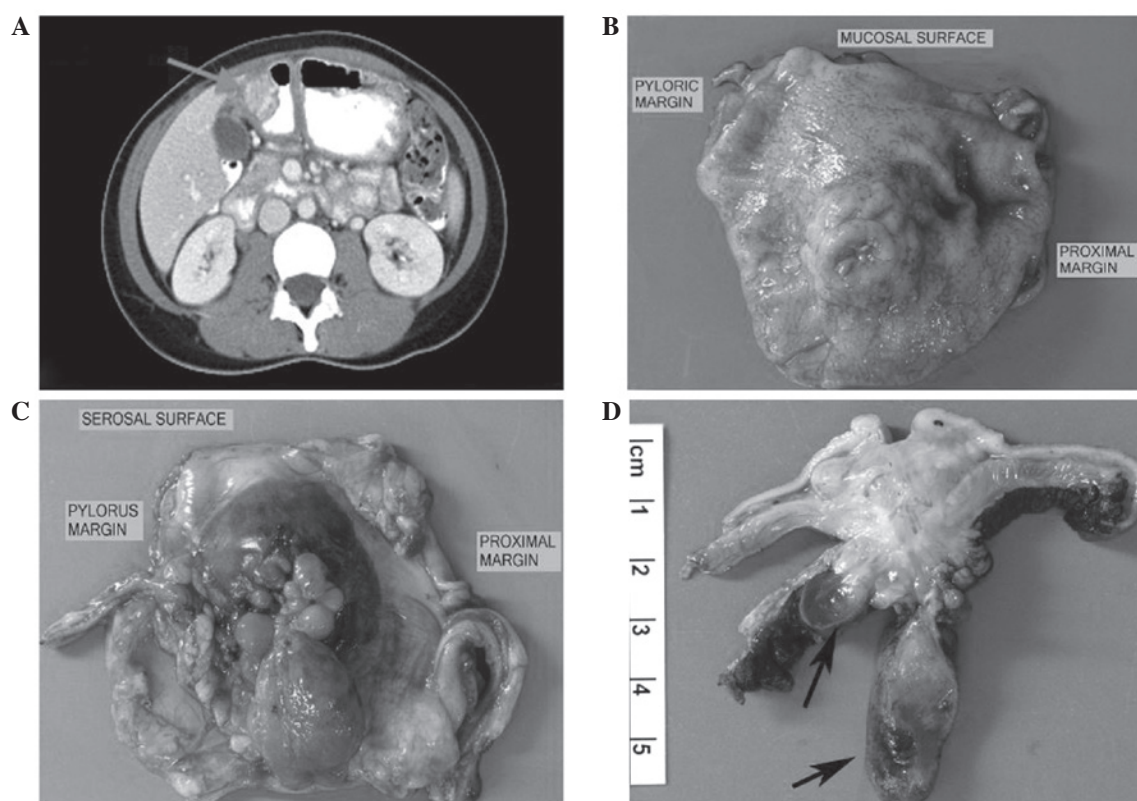 A
B
MUCOSAL SURFACE
PYLORIC
MARGIN
PROXIMAL
MARGIN
C
SEROSAL SURFACE
PYLORUS
MARGIN
PROXIMAL
MARGIN
D
cm
1
2
3
4
5